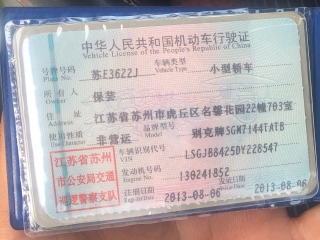 中华人民共和国机动车行驶证
Vehicle License of the People's Republic of China
号牌号码 苏E3622J 车辆类型 小型轿车
Plate No. Vehicle Type
所有人 保芸
Owner
住址 江苏省苏州市虎丘区名馨花园22幢703室
Address
使用性质 非营运 品牌型号 别克牌SGM7144TATB
Use Character Model
江苏省苏州 车辆识别代号 LSGJB8425DY228547
VIN
市公安局交通 发动机号码 130241852
Engine No.
巡逻警察支队 注册日期 2013-08-06 发证日期 2013-08-06
Register Date Issue Date